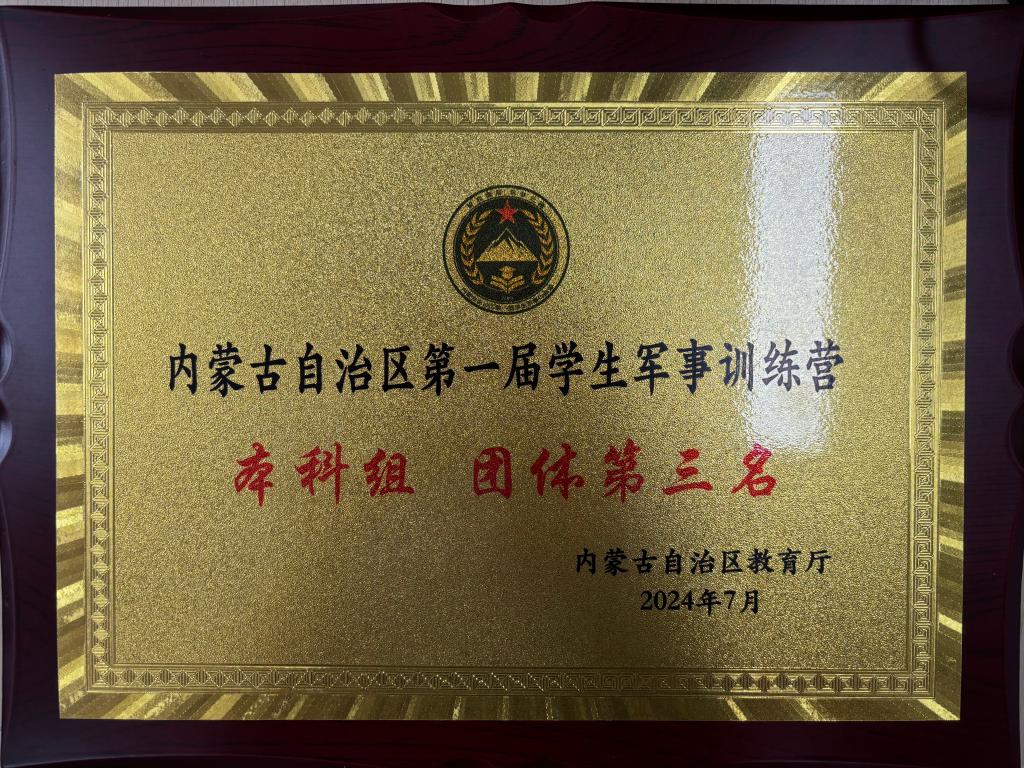 内蒙古自治区第一届学生军事训练营
本科组 团体第三名
内蒙古自治区教育厅
2024年7月